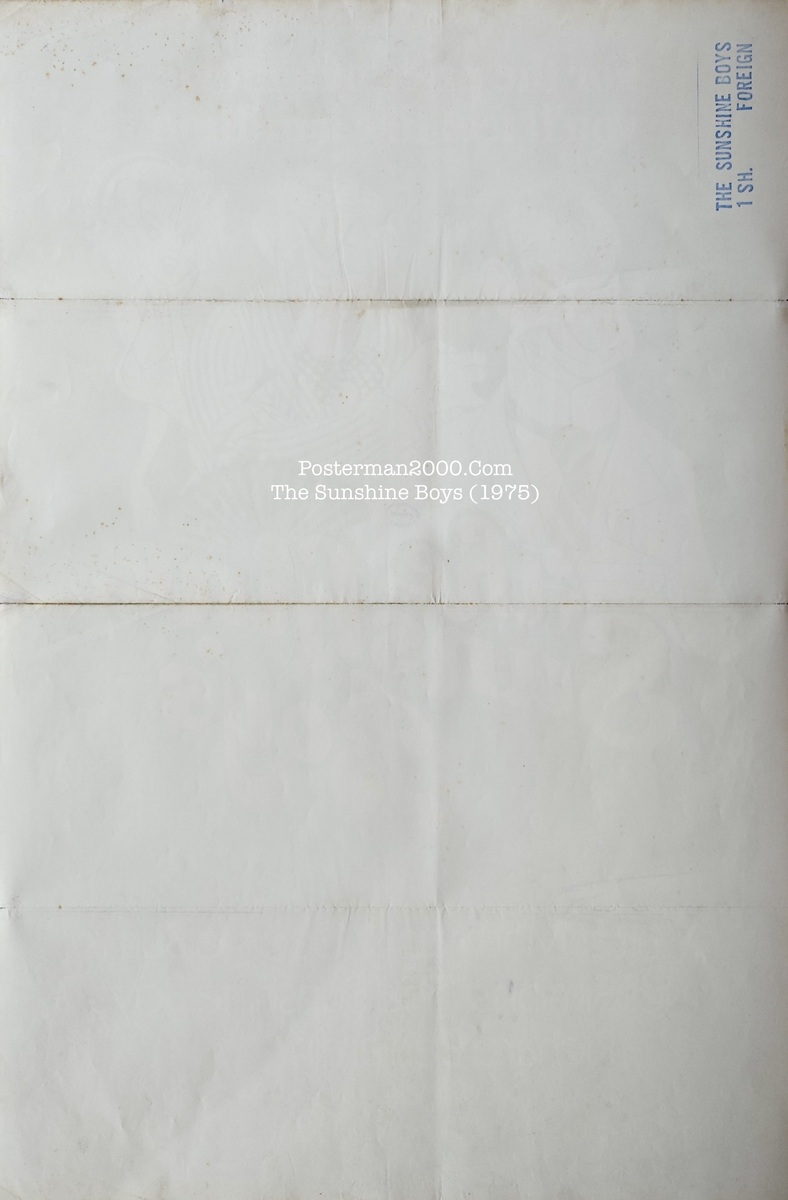 THE SUNSHINE BOYS
1 SH. FOREIGN
Posterman2000.Com
The Sunshine Boys (1975)